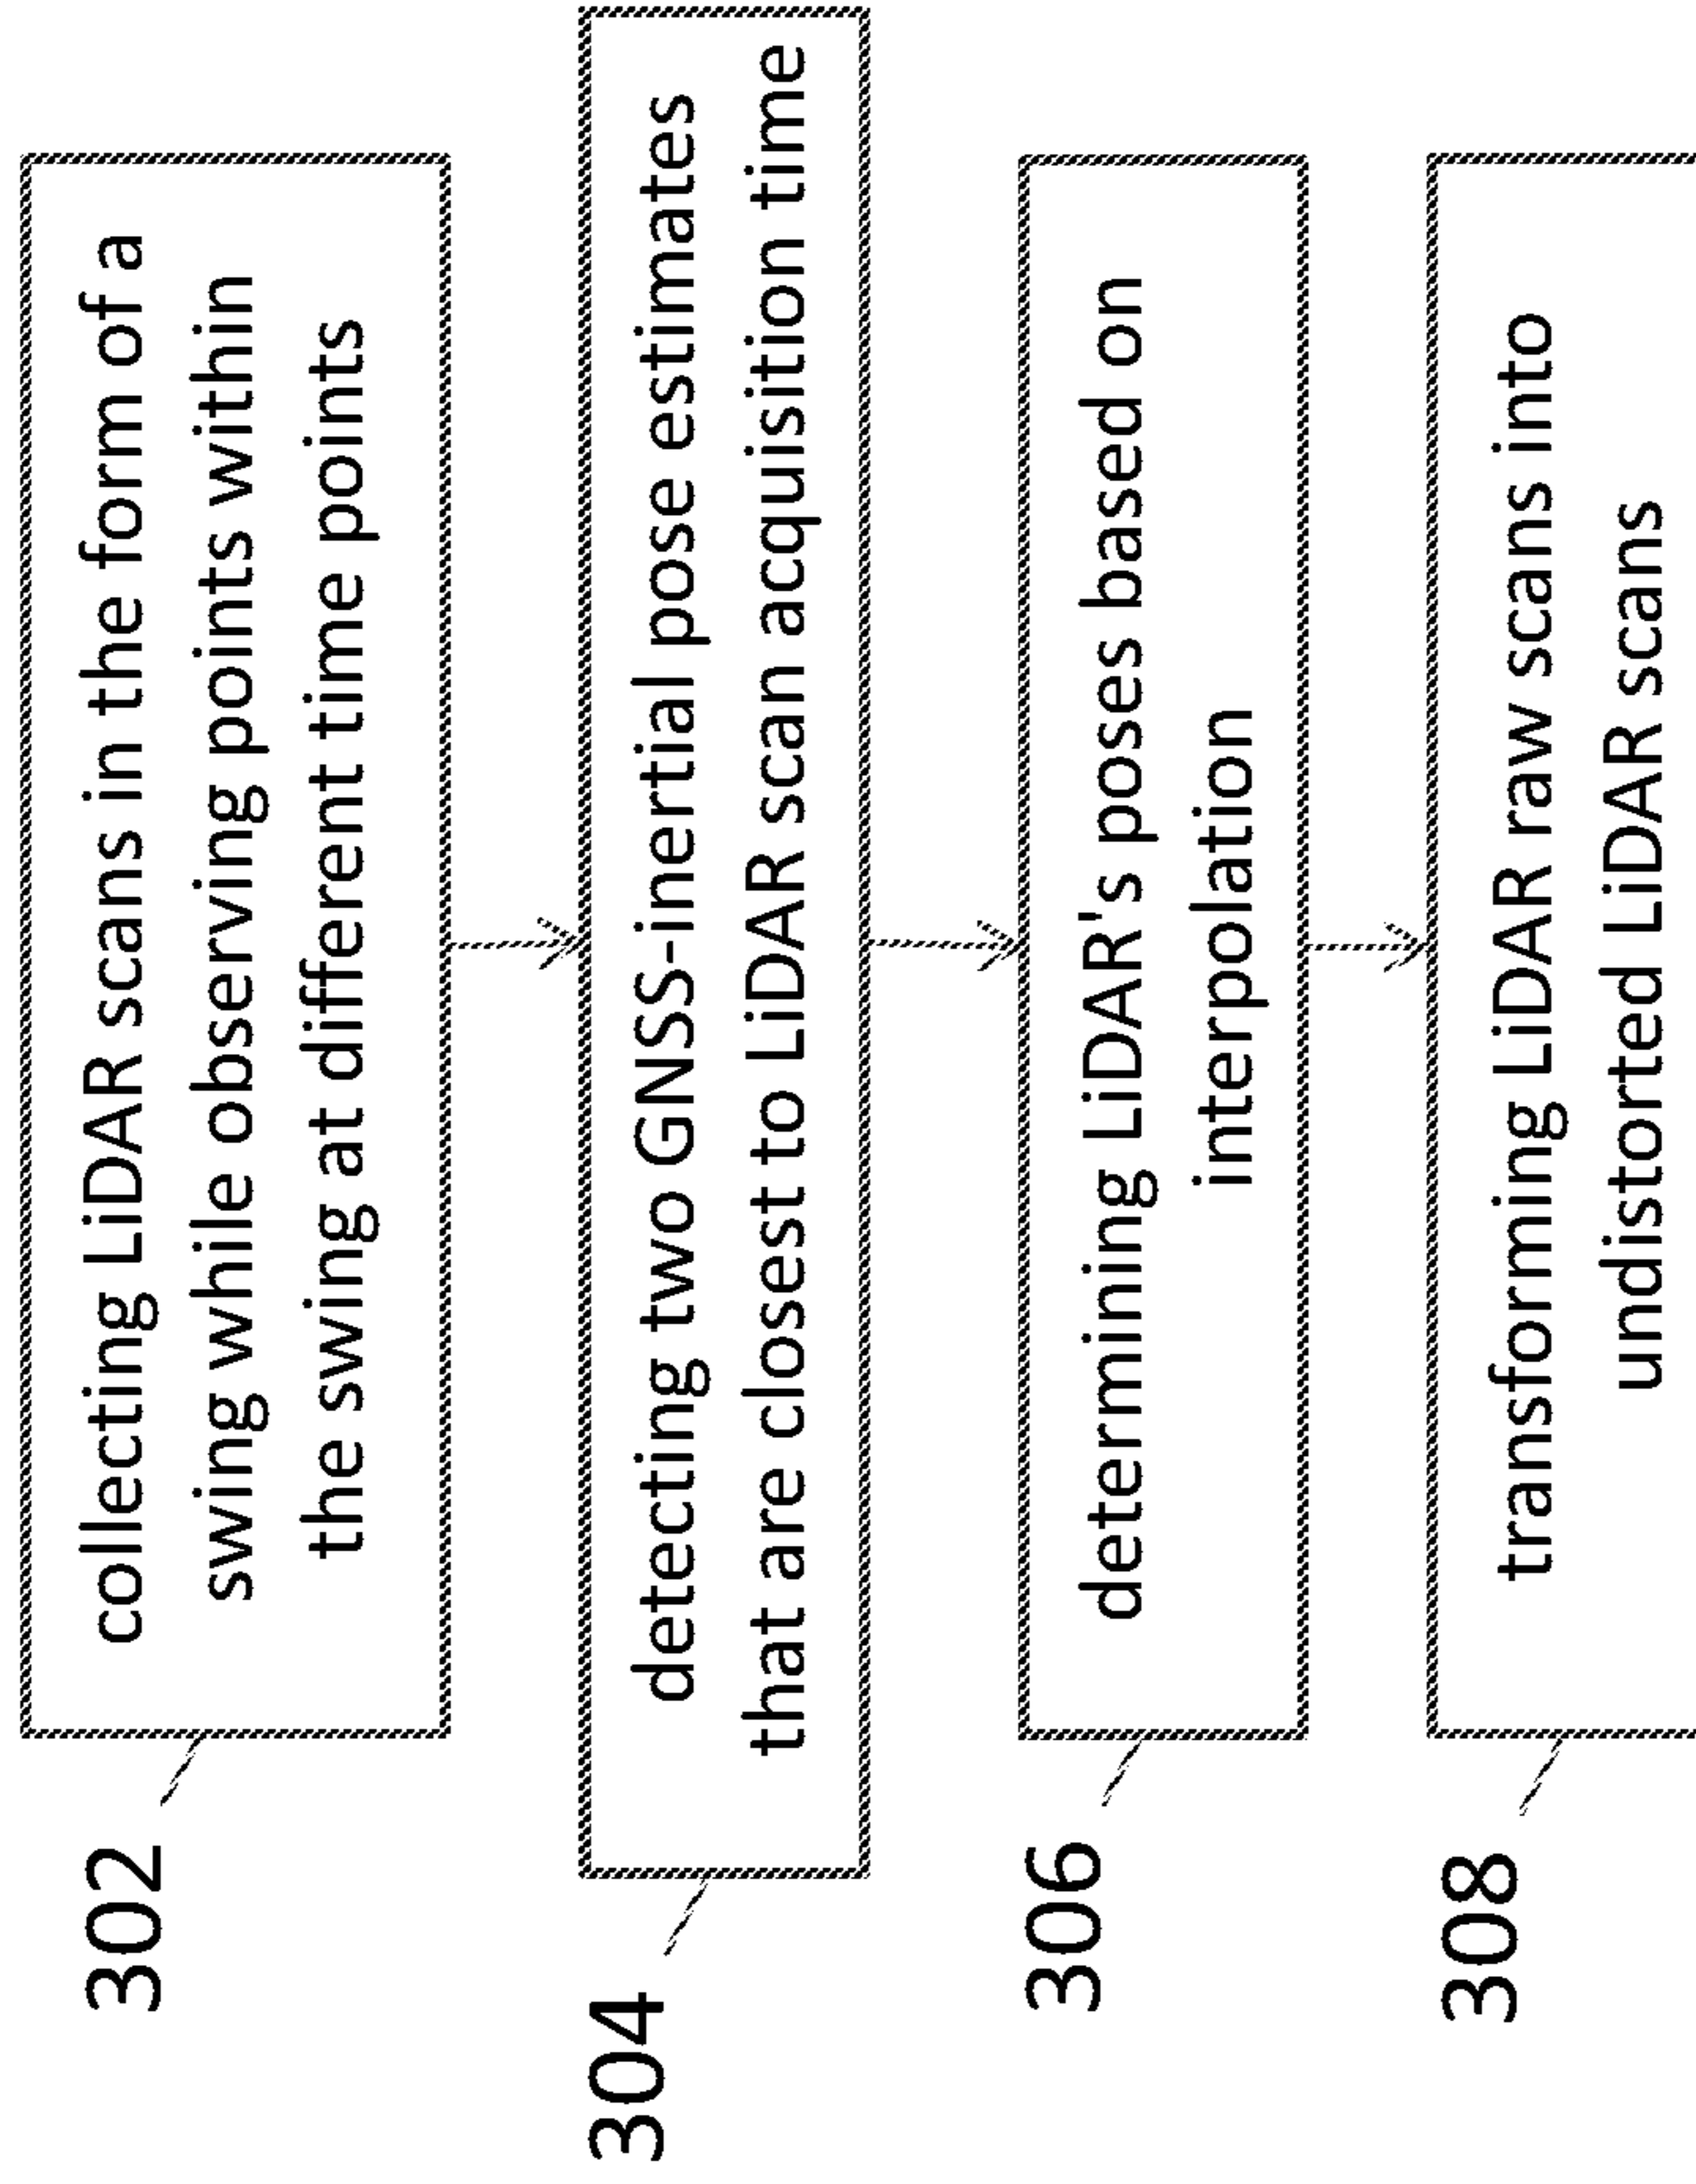 302
collecting LiDAR scans in the form of a
swing while observing points within
the swing at different time points
304
detecting two GNSS-inertial pose estimates
that are closest to LiDAR scan acquisition time
306
determining LiDAR's poses based on
interpolation
308
transforming LiDAR raw scans into
undistorted LiDAR scans